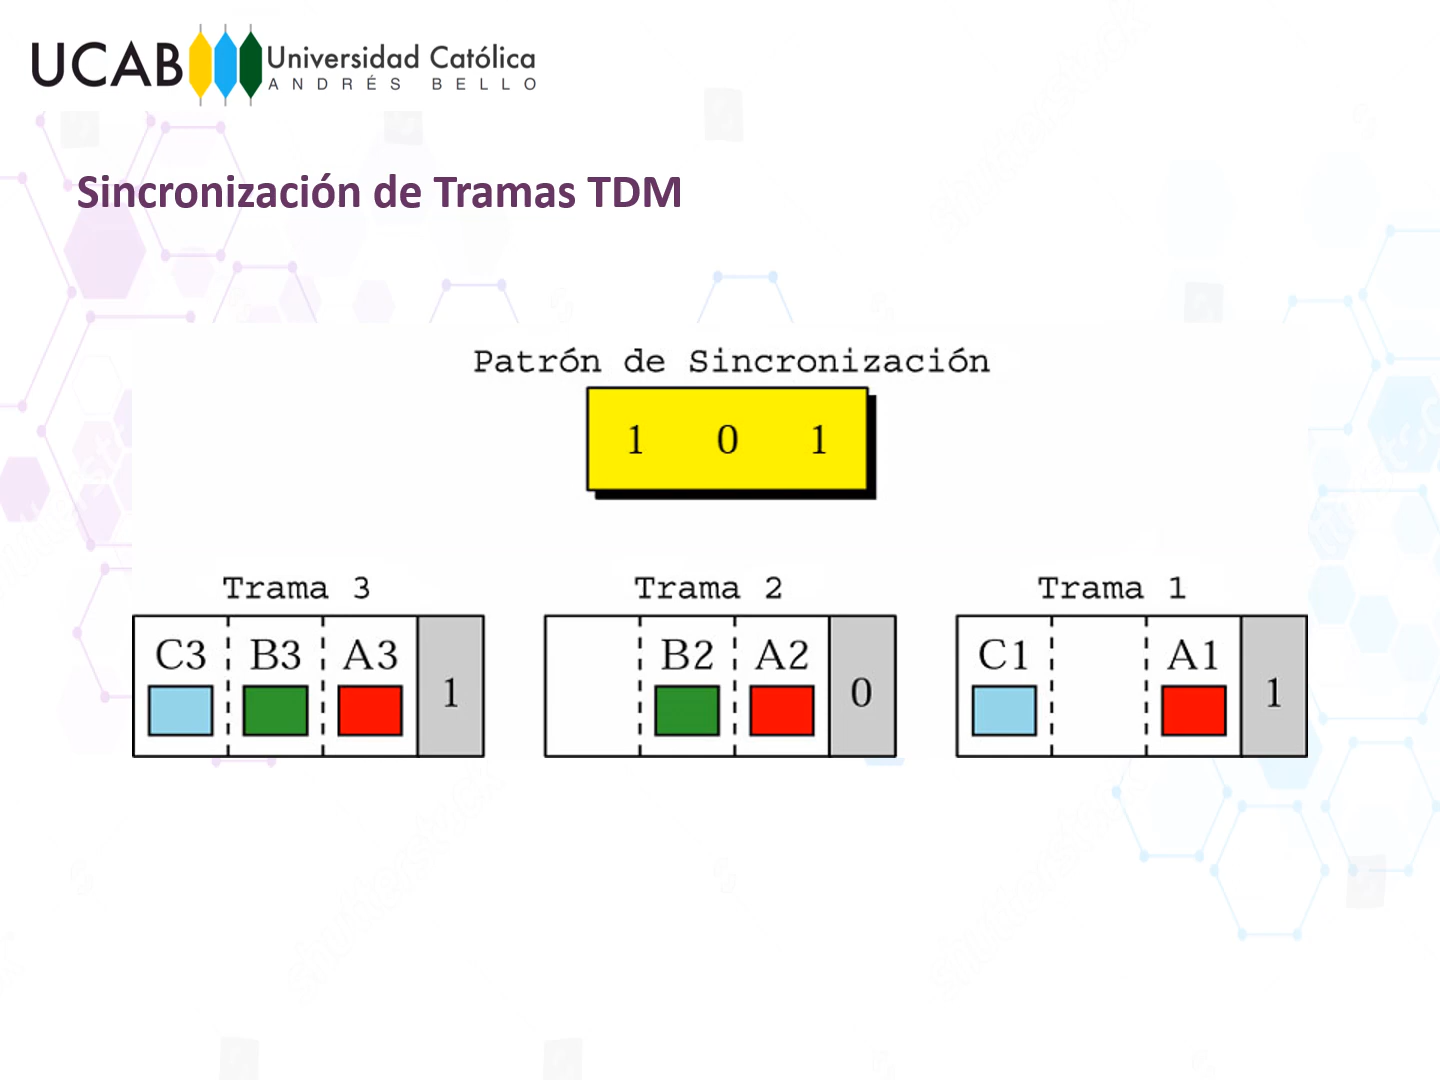 UCAB Universidad Católica
ANDRÉS BELLO
Sincronización de Tramas TDM
Patrón de Sincronización
1 0 1
Trama 3 Trama 2 Trama 1
C3 B3 A3 1 B2 A2 0 C1 A1 1